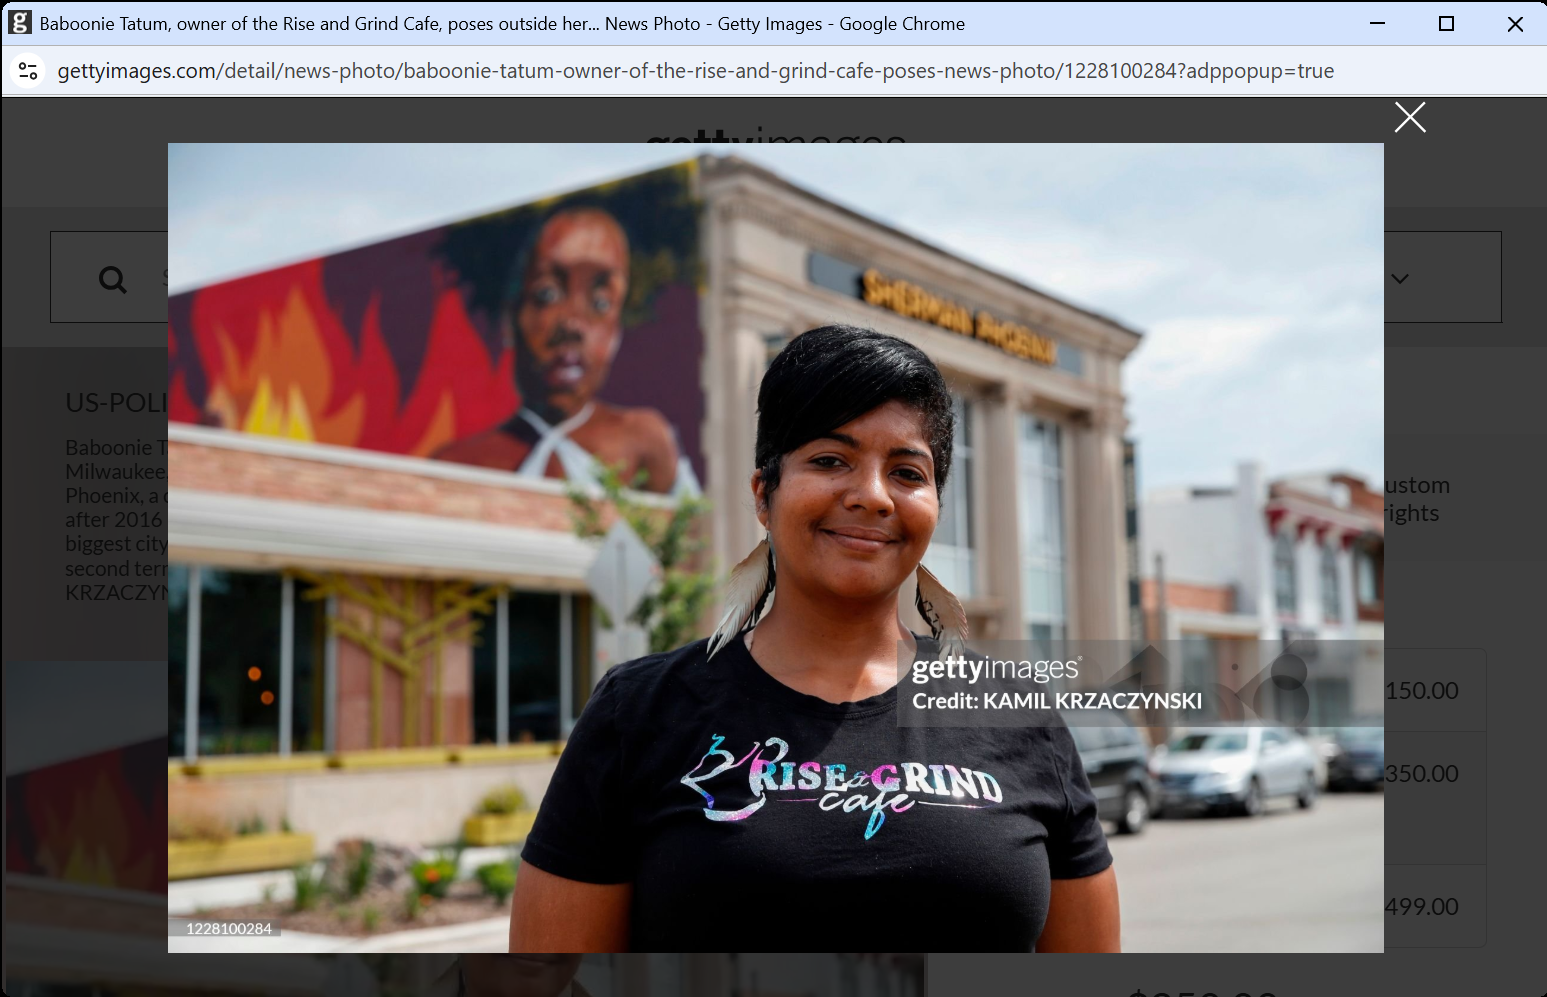 Baboonie Tatum, owner of the Rise and Grind Cafe, poses outside her... News Photo - Getty Images - Google Chrome
gettyimages.com/detail/news-photo/baboonie-tatum-owner-of-the-rise-and-grind-cafe-poses-news-photo/1228100284?adppopup=true
gettyimages
S
US-POLI
Baboonie T
Milwaukee,
Phoenix, a c
after 2016
biggest city
second terr
KRZACZYN
SHERMAN PHOENIX
ustom
rights
150.00
350.00
499.00
gettyimages
Credit: KAMIL KRZACZYNSKI
RISE & GRIND
cafe
1228100284